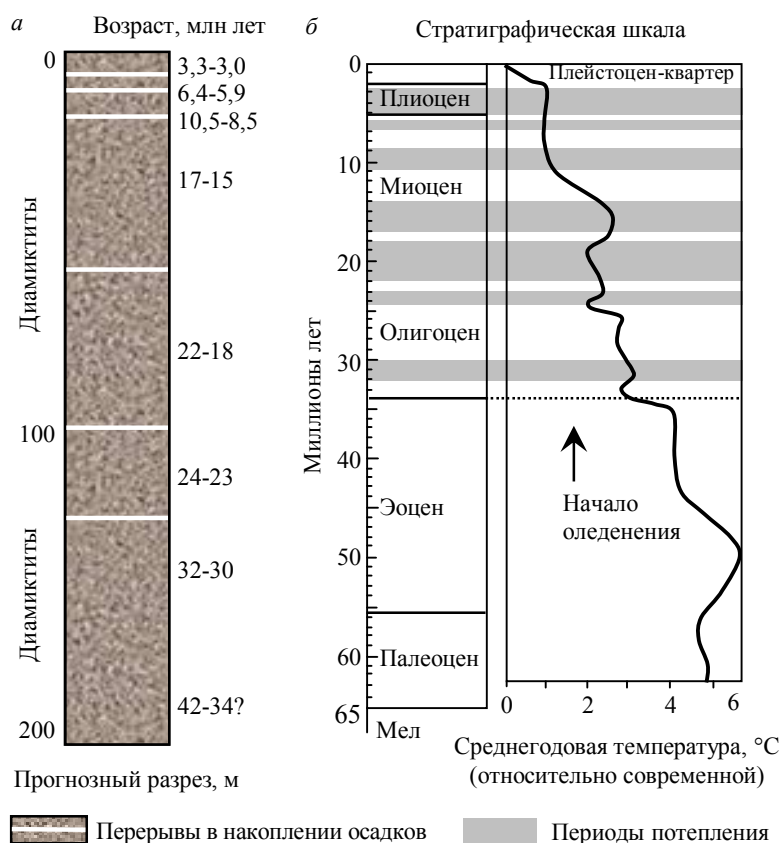 а
Возраст, млн лет
0
3,3-3,0
6,4-5,9
10,5-8,5
17-15
22-18
100
24-23
32-30
42-34?
200
Диамиктиты
Диамиктиты
Прогнозный разрез, м
б
Стратиграфическая шкала
0
10
20
30
40
50
60
65
Миллионы лет
Плейстоцен-квартер
Плиоцен
Миоцен
Олигоцен
Эоцен
Палеоцен
Мел
Начало
оледенения
0
2
4
6
Среднегодовая температура, °C
(относительно современной)
Перерывы в накоплении осадков
Периоды потепления